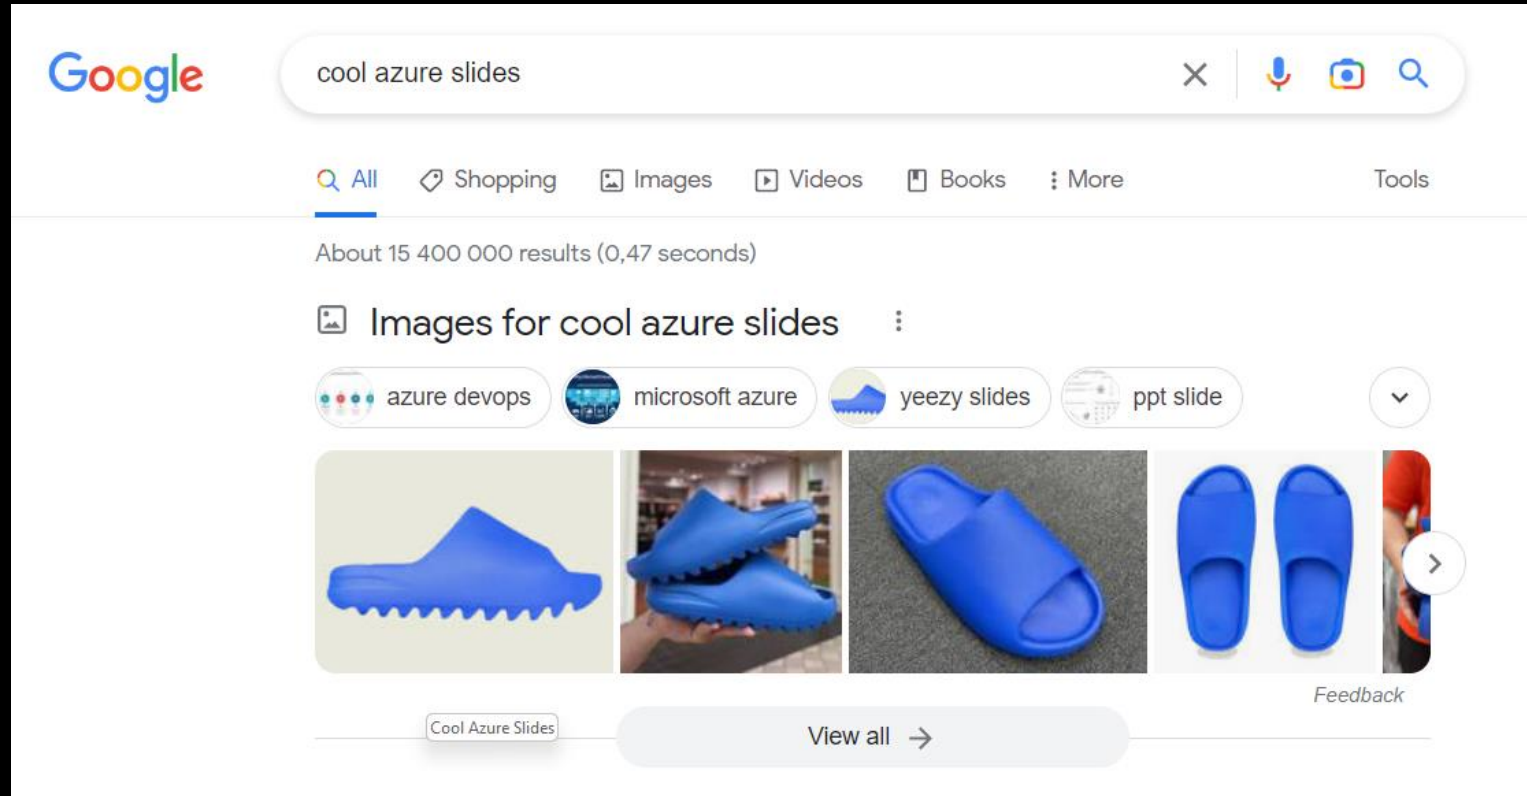 Google
cool azure slides
All Shopping Images Videos Books More Tools
About 15 400 000 results (0,47 seconds)
Images for cool azure slides
azure devops microsoft azure yeezy slides ppt slide
Feedback
Cool Azure Slides
View all